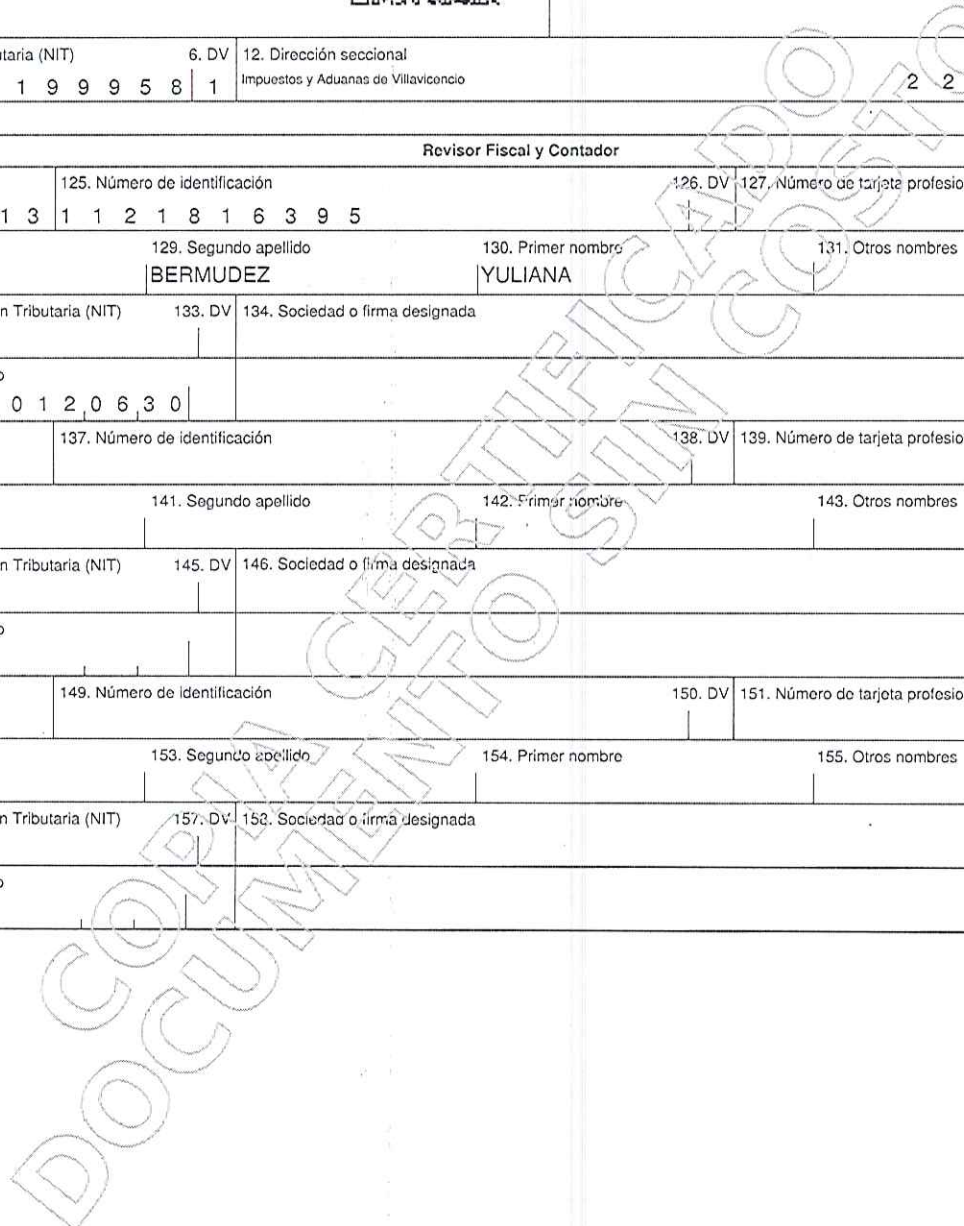 taria (NIT) 6. DV 12. Dirección seccional
1 9 9 9 5 8 1 Impuestos y Aduanas de Villavicencio 2 2
Revisor Fiscal y Contador
125. Número de identificación 126. DV 127. Número de tarjeta profesio
1 3 1 1 2 1 8 1 6 3 9 5
129. Segundo apellido 130. Primer nombre 131. Otros nombres
BERMUDEZ YULIANA
n Tributaria (NIT) 133. DV 134. Sociedad o firma designada
o
0 1 2 0 6 3 0
137. Número de identificación 138. DV 139. Número de tarjeta profesio
141. Segundo apellido 142. Primer nombre 143. Otros nombres
n Tributaria (NIT) 145. DV 146. Sociedad o firma designada
o
149. Número de identificación 150. DV 151. Número de tarjeta profesio
153. Segundo apellido 154. Primer nombre 155. Otros nombres
n Tributaria (NIT) 157. DV 158. Sociedad o firma designada
o
COPIA CERTIFICADO
DOCUMENTO SIN COSTO